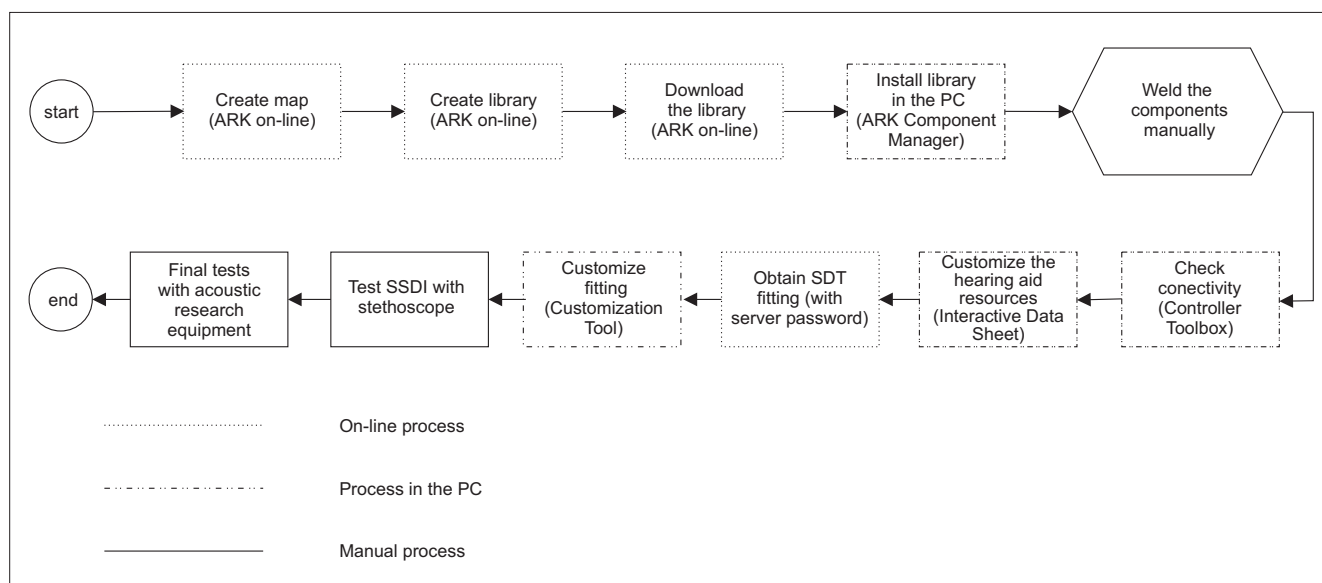 start
Create map
(ARK on-line)
Create library
(ARK on-line)
Download
the library
(ARK on-line)
Install library
in the PC
(ARK Component
Manager)
Weld the
components
manually
end
Final tests
with acoustic
research
equipment
Test SSDI with
stethoscope
Customize
fitting
(Customization
Tool)
Obtain SDT
fitting (with
server password)
Customize the
hearing aid
resources
(Interactive Data
Sheet)
Check
conectivity
(Controller
Toolbox)
On-line process
Process in the PC
Manual process